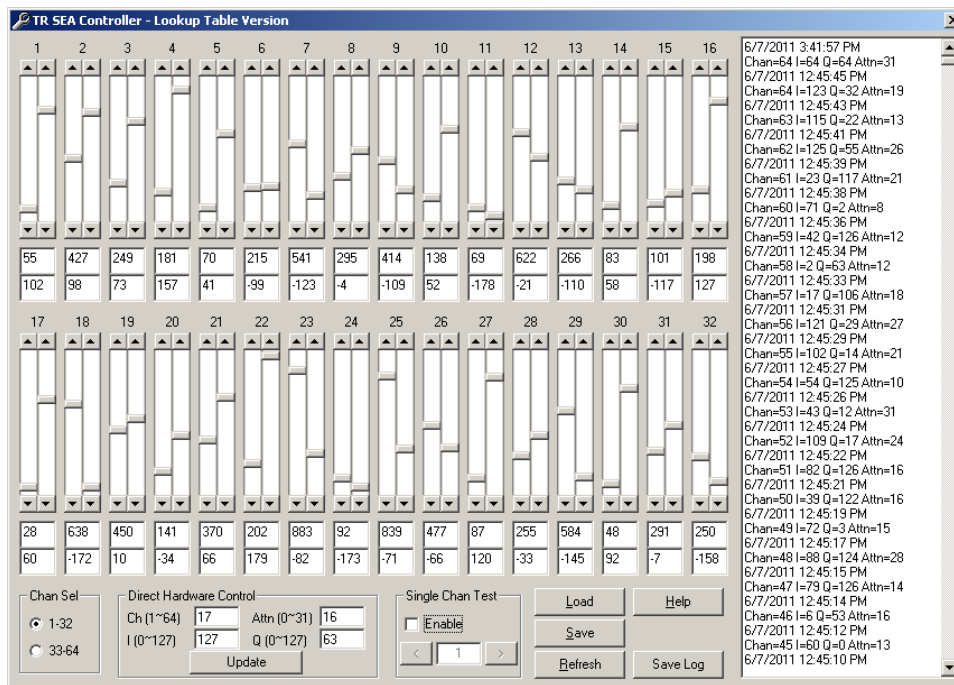 TR SEA Controller - Lookup Table Version
1 2 3 4 5 6 7 8 9 10 11 12 13 14 15 16
55 427 249 181 70 215 541 295 414 138 69 622 266 83 101 198
102 98 73 157 41 -99 -123 -4 -109 52 -178 -21 -110 58 -117 127
17 18 19 20 21 22 23 24 25 26 27 28 29 30 31 32
28 638 450 141 370 202 883 92 839 477 87 255 584 48 291 250
60 -172 10 -34 66 179 -82 -173 -71 -66 120 -33 -145 92 -7 -158
Chan Sel
1-32
33-64
Direct Hardware Control
Ch (1~64) 17 Attn (0~31) 16
I (0~127) 127 Q (0~127) 63
Update
Single Chan Test
Enable
< 1 >
Load
Save
Refresh
Help
Save Log
6/7/2011 3:41:57 PM
Chan=64 I=64 Q=64 Attn=31
6/7/2011 12:45:45 PM
Chan=64 I=123 Q=32 Attn=19
6/7/2011 12:45:43 PM
Chan=63 I=115 Q=22 Attn=13
6/7/2011 12:45:41 PM
Chan=62 I=125 Q=55 Attn=26
6/7/2011 12:45:39 PM
Chan=61 I=23 Q=117 Attn=21
6/7/2011 12:45:38 PM
Chan=60 I=71 Q=2 Attn=8
6/7/2011 12:45:36 PM
Chan=59 I=42 Q=126 Attn=12
6/7/2011 12:45:34 PM
Chan=58 I=2 Q=63 Attn=12
6/7/2011 12:45:33 PM
Chan=57 I=17 Q=106 Attn=18
6/7/2011 12:45:31 PM
Chan=56 I=121 Q=29 Attn=27
6/7/2011 12:45:29 PM
Chan=55 I=102 Q=14 Attn=21
6/7/2011 12:45:27 PM
Chan=54 I=54 Q=125 Attn=10
6/7/2011 12:45:26 PM
Chan=53 I=43 Q=12 Attn=31
6/7/2011 12:45:24 PM
Chan=52 I=109 Q=17 Attn=24
6/7/2011 12:45:22 PM
Chan=51 I=82 Q=126 Attn=16
6/7/2011 12:45:21 PM
Chan=50 I=39 Q=122 Attn=16
6/7/2011 12:45:19 PM
Chan=49 I=72 Q=3 Attn=15
6/7/2011 12:45:17 PM
Chan=48 I=88 Q=124 Attn=28
6/7/2011 12:45:15 PM
Chan=47 I=79 Q=126 Attn=14
6/7/2011 12:45:14 PM
Chan=46 I=6 Q=53 Attn=16
6/7/2011 12:45:12 PM
Chan=45 I=60 Q=0 Attn=13
6/7/2011 12:45:10 PM